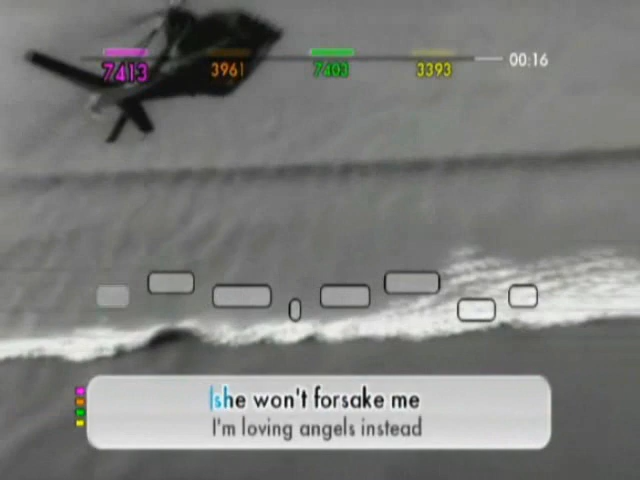 7413 3961 7403 3393 00:16
she won't forsake me
I'm loving angels instead